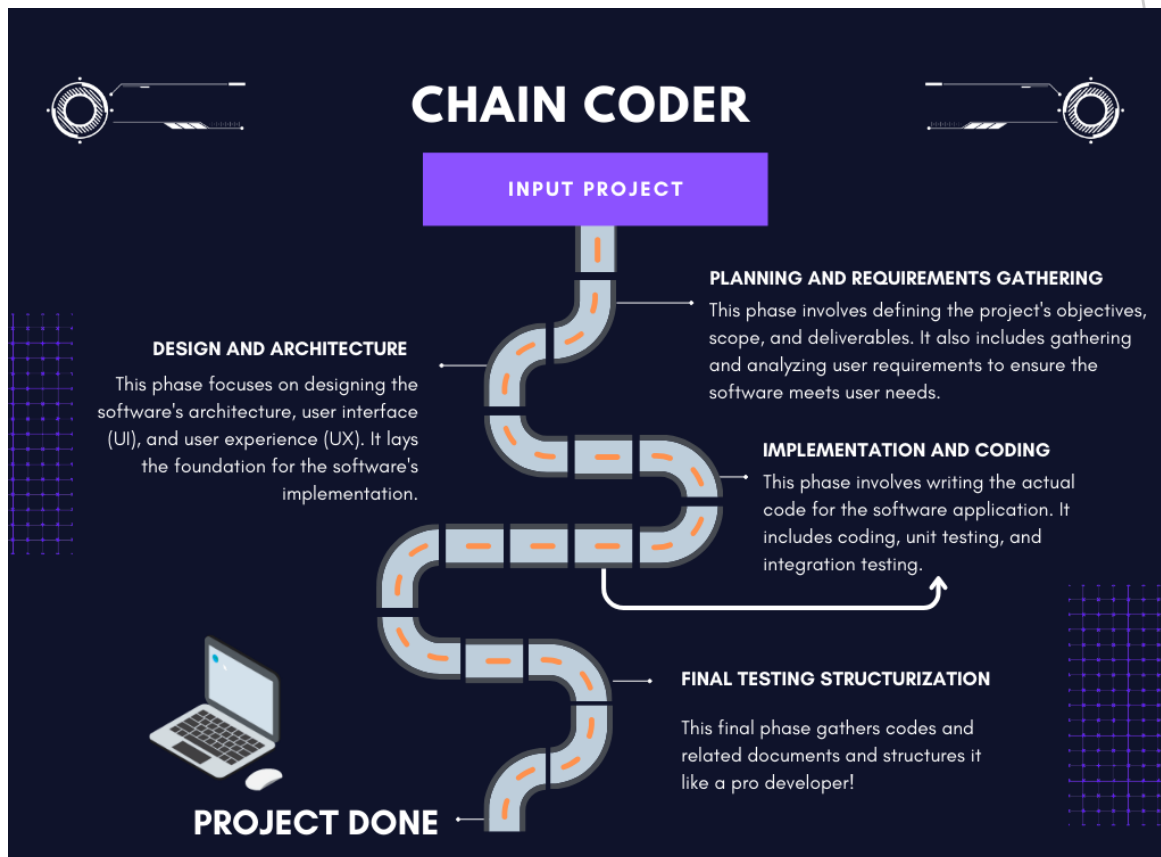 CHAIN CODER
INPUT PROJECT
PLANNING AND REQUIREMENTS GATHERING
This phase involves defining the project's objectives,
scope, and deliverables. It also includes gathering
and analyzing user requirements to ensure the
software meets user needs.
DESIGN AND ARCHITECTURE
This phase focuses on designing the
software's architecture, user interface
(UI), and user experience (UX). It lays
the foundation for the software's
implementation.
IMPLEMENTATION AND CODING
This phase involves writing the actual
code for the software application. It
includes coding, unit testing, and
integration testing.
FINAL TESTING STRUCTURIZATION
This final phase gathers codes and
related documents and structures it
like a pro developer!
PROJECT DONE